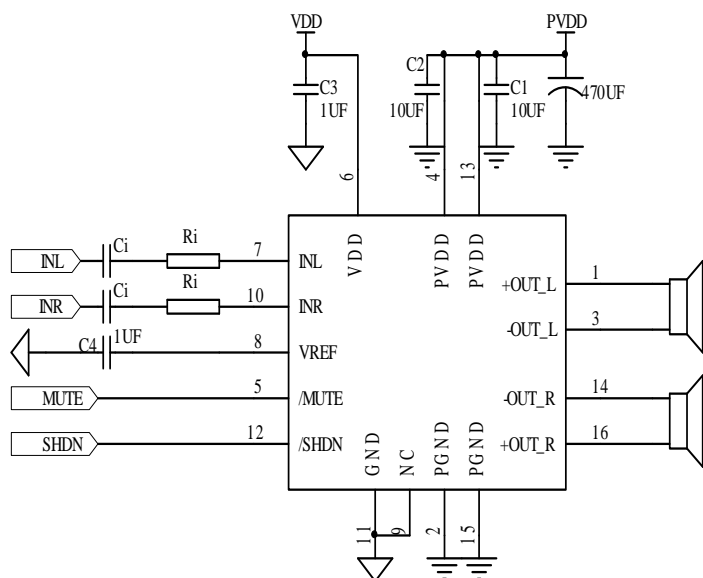 VDD
PVDD
C3
1UF
C2
10UF
C1
10UF
470UF
6
4
13
VDD
PVDD
PVDD
INL
Ci
Ri
7
INL
INR
Ci
Ri
10
INR
C4
1UF
8
VREF
MUTE
5
/MUTE
SHDN
12
/SHDN
+OUT_L
1
-OUT_L
3
-OUT_R
14
+OUT_R
16
GND
NC
PGND
PGND
11
9
2
15